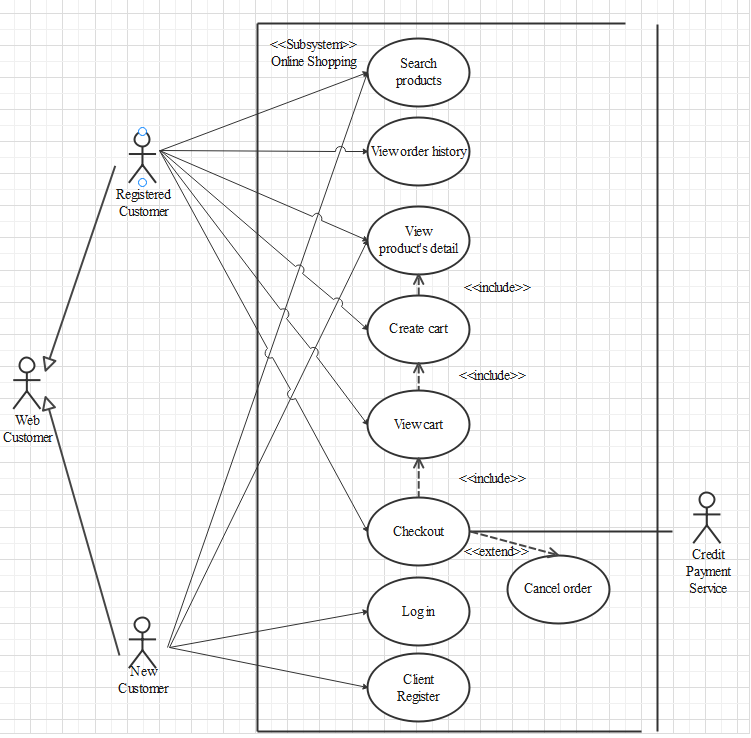 <<Subsystem>>
Online Shopping
Search
products
View order history
Registered
Customer
View
product's detail
<<include>>
Create cart
<<include>>
View cart
Web
Customer
<<include>>
Checkout
<<extend>>
Cancel order
Credit
Payment
Service
Log in
New
Customer
Client
Register